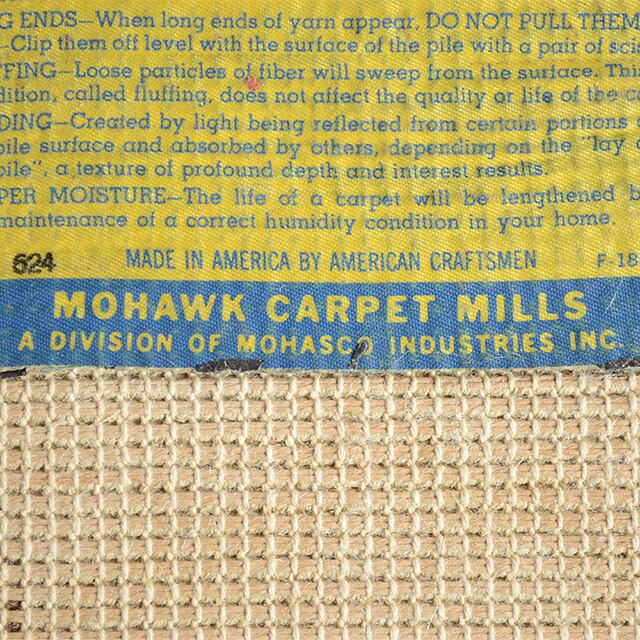 G ENDS—When long ends of yarn appear, DO NOT PULL THEM
—Clip them off level with the surface of the pile with a pair of sci
FFING—Loose particles of fiber will sweep from the surface. This
dition, called fluffing, does not affect the quality or life of the ca
DING—Created by light being reflected from certain portions
pile surface and absorbed by others, depending on the "lay
pile", a texture of profound depth and interest results.
PER MOISTURE—The life of a carpet will be lengthened b
maintenance of a correct humidity condition in your home.
624 MADE IN AMERICA BY AMERICAN CRAFTSMEN F-18
MOHAWK CARPET MILLS
A DIVISION OF MOHASCO INDUSTRIES INC.